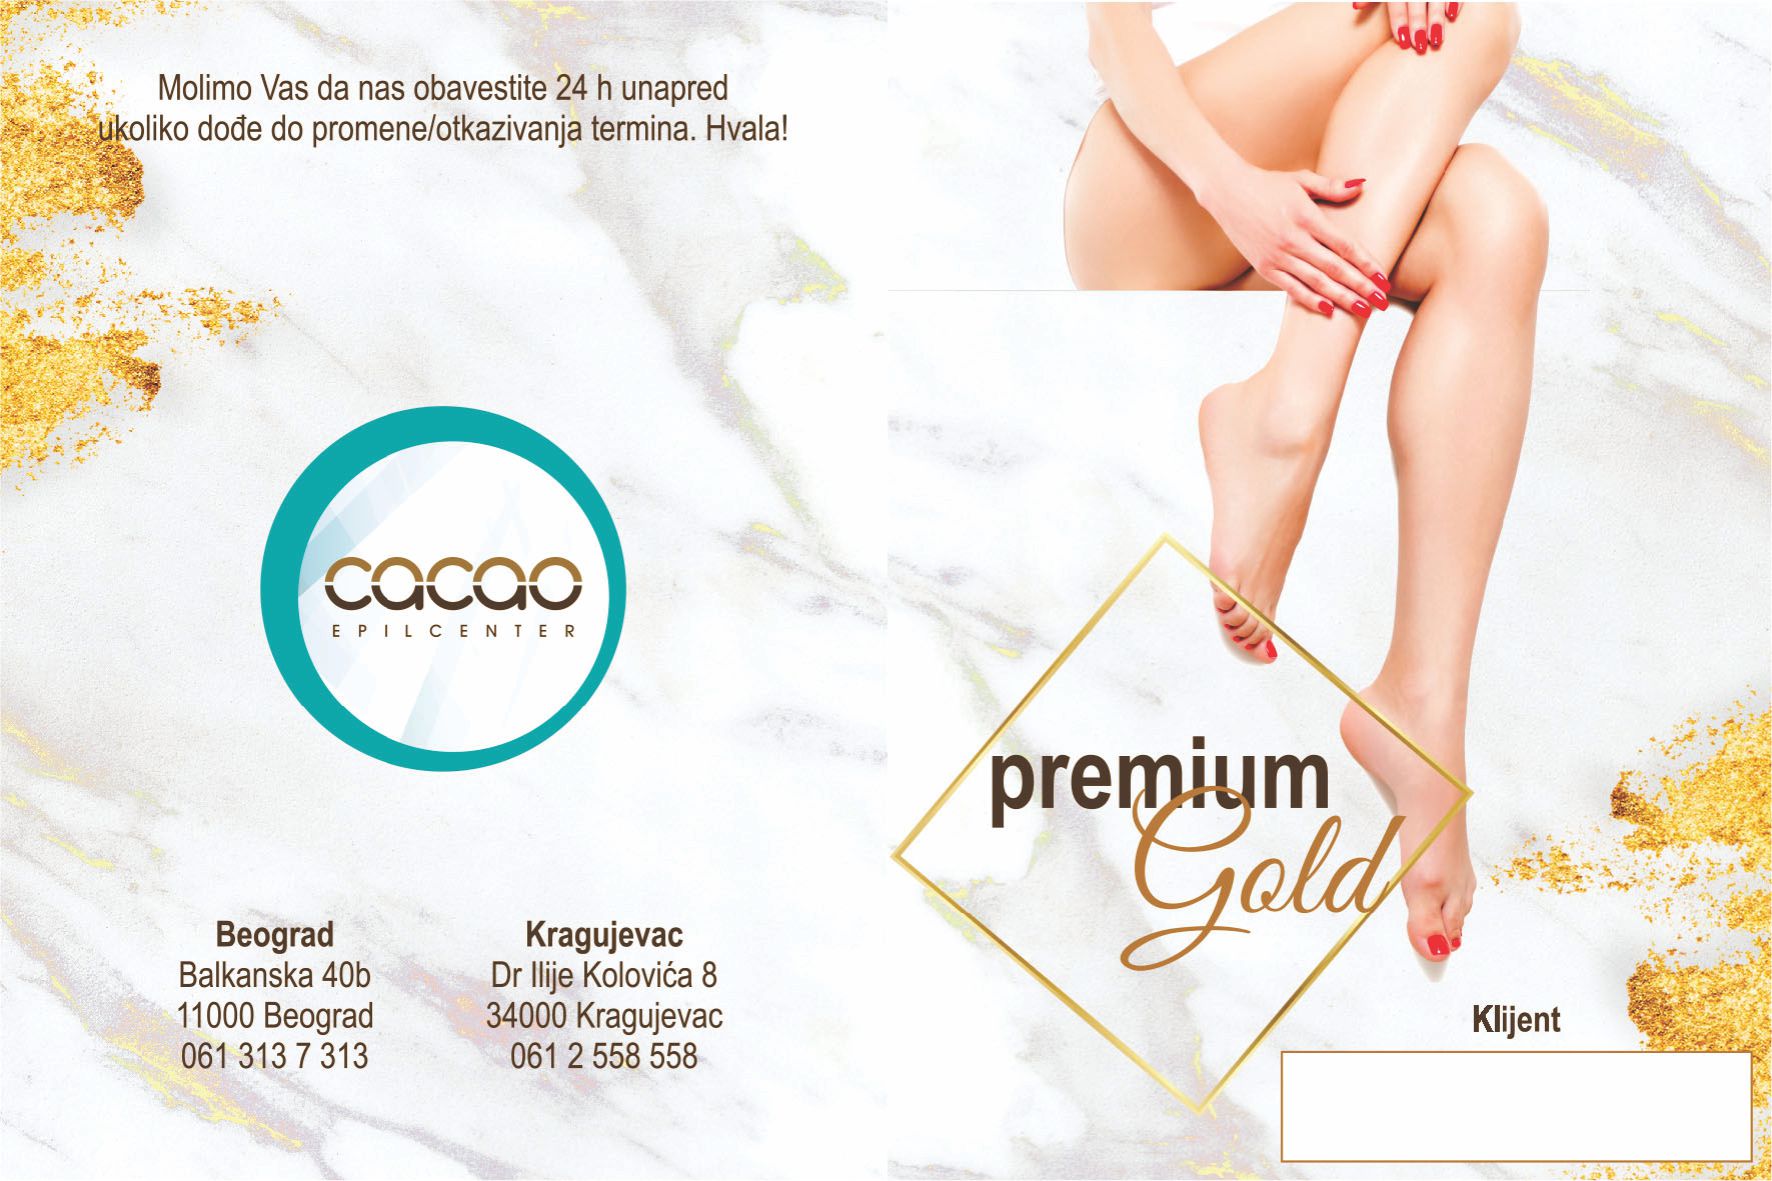 Molimo Vas da nas obavestite 24 h unapred
ukoliko dođe do promene/otkazivanja termina. Hvala!
cacao
EPILCENTER
Beograd
Balkanska 40b
11000 Beograd
061 313 7 313
Kragujevac
Dr Ilije Kolovića 8
34000 Kragujevac
061 2 558 558
premium
Gold
Klijent